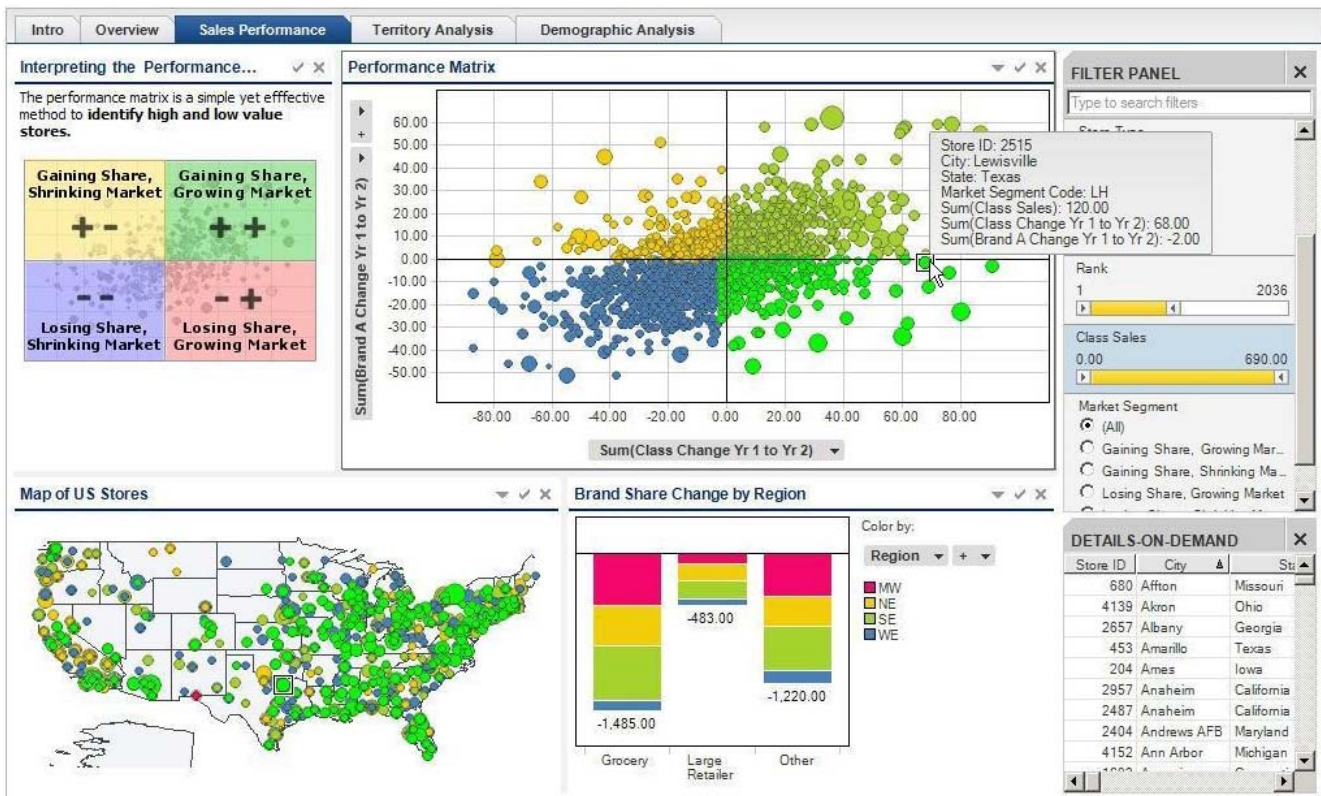 Intro
Overview
Sales Performance
Territory Analysis
Demographic Analysis
Interpreting the Performance...
The performance matrix is a simple yet efffective
method to identify high and low value
stores.
Gaining Share,
Shrinking Market
+ -
Gaining Share,
Growing Market
+ +
- -
Losing Share,
Shrinking Market
- +
Losing Share,
Growing Market
Performance Matrix
Sum(Brand A Change Yr 1 to Yr 2)
+
60.00
50.00
40.00
30.00
20.00
10.00
0.00
-10.00
-20.00
-30.00
-40.00
-50.00
-80.00 -60.00 -40.00 -20.00 0.00 20.00 40.00 60.00 80.00
Sum(Class Change Yr 1 to Yr 2)
Store ID: 2515
City: Lewisville
State: Texas
Market Segment Code: LH
Sum(Class Sales): 120.00
Sum(Class Change Yr 1 to Yr 2): 68.00
Sum(Brand A Change Yr 1 to Yr 2): -2.00
FILTER PANEL
Type to search filters
Store Type
Rank
1 2036
Class Sales
0.00 690.00
Market Segment
(All)
Gaining Share, Growing Mar...
Gaining Share, Shrinking Ma...
Losing Share, Growing Market
Map of US Stores
Brand Share Change by Region
-1,485.00
-483.00
-1,220.00
Grocery
Large
Retailer
Other
Color by:
Region +
MW
NE
SE
WE
DETAILS-ON-DEMAND
Store ID City Sta
680 Affton Missouri
4139 Akron Ohio
2657 Albany Georgia
453 Amarillo Texas
204 Ames Iowa
2957 Anaheim California
2487 Anaheim California
2404 Andrews AFB Maryland
4152 Ann Arbor Michigan